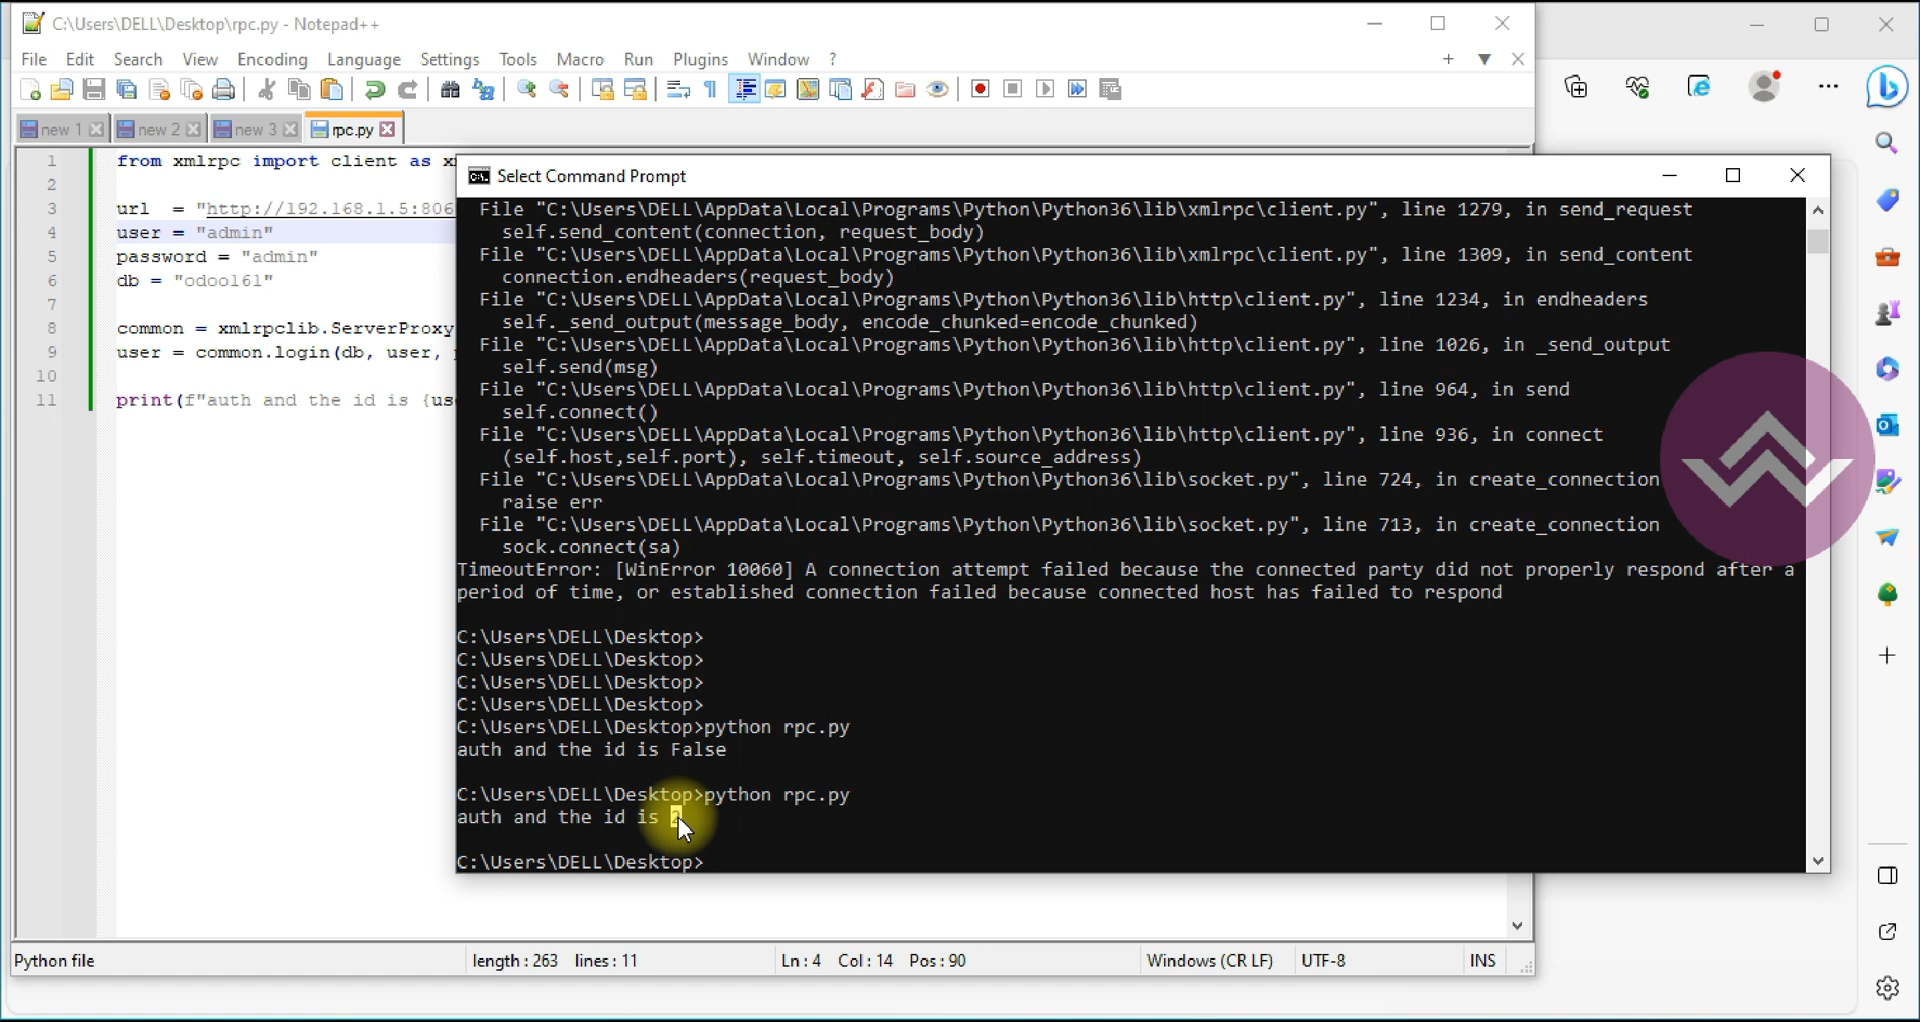 C:\Users\DELL\Desktop\rpc.py - Notepad++
File Edit Search View Encoding Language Settings Tools Macro Run Plugins Window ?
new 1 new 2 new 3 rpc.py
1 from xmlrpc import client as
2
3 url = "http://192.168.1.5:806
4 user = "admin"
5 password = "admin"
6 db = "odoo161"
7
8 common = xmlrpclib.ServerProxy
9 user = common.login(db, user,
10
11 print(f"auth and the id is {us
Select Command Prompt
File "C:\Users\DELL\AppData\Local\Programs\Python\Python36\lib\xmlrpc\client.py", line 1279, in send_request
self.send_content(connection, request_body)
File "C:\Users\DELL\AppData\Local\Programs\Python\Python36\lib\xmlrpc\client.py", line 1309, in send_content
connection.endheaders(request_body)
File "C:\Users\DELL\AppData\Local\Programs\Python\Python36\lib\http\client.py", line 1234, in endheaders
self._send_output(message_body, encode_chunked=encode_chunked)
File "C:\Users\DELL\AppData\Local\Programs\Python\Python36\lib\http\client.py", line 1026, in _send_output
self.send(msg)
File "C:\Users\DELL\AppData\Local\Programs\Python\Python36\lib\http\client.py", line 964, in send
self.connect()
File "C:\Users\DELL\AppData\Local\Programs\Python\Python36\lib\http\client.py", line 936, in connect
(self.host,self.port), self.timeout, self.source_address)
File "C:\Users\DELL\AppData\Local\Programs\Python\Python36\lib\socket.py", line 724, in create_connection
raise err
File "C:\Users\DELL\AppData\Local\Programs\Python\Python36\lib\socket.py", line 713, in create_connection
sock.connect(sa)
TimeoutError: [WinError 10060] A connection attempt failed because the connected party did not properly respond after a
period of time, or established connection failed because connected host has failed to respond
C:\Users\DELL\Desktop>
C:\Users\DELL\Desktop>
C:\Users\DELL\Desktop>
C:\Users\DELL\Desktop>
C:\Users\DELL\Desktop>python rpc.py
auth and the id is False
C:\Users\DELL\Desktop>python rpc.py
auth and the id is 2
C:\Users\DELL\Desktop>
Python file length : 263 lines : 11 Ln : 4 Col : 14 Pos : 90 Windows (CR LF) UTF-8 INS